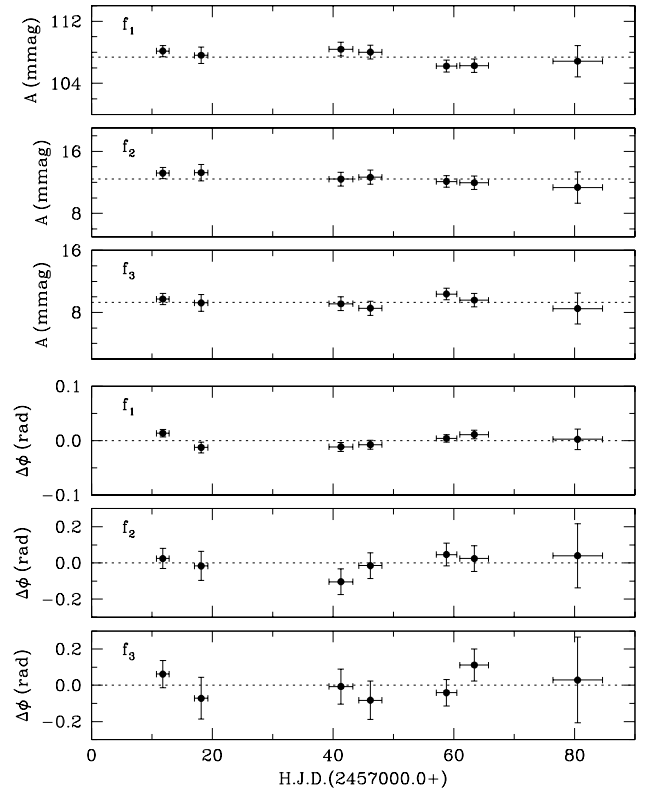 112
104
A (mmag)
f₁
16
8
A (mmag)
f₂
16
8
A (mmag)
f₃
0.1
0.0
−0.1
Δϕ (rad)
f₁
0.2
0.0
−0.2
Δϕ (rad)
f₂
0.2
0.0
−0.2
Δϕ (rad)
f₃
0 20 40 60 80
H.J.D.(2457000.0+)